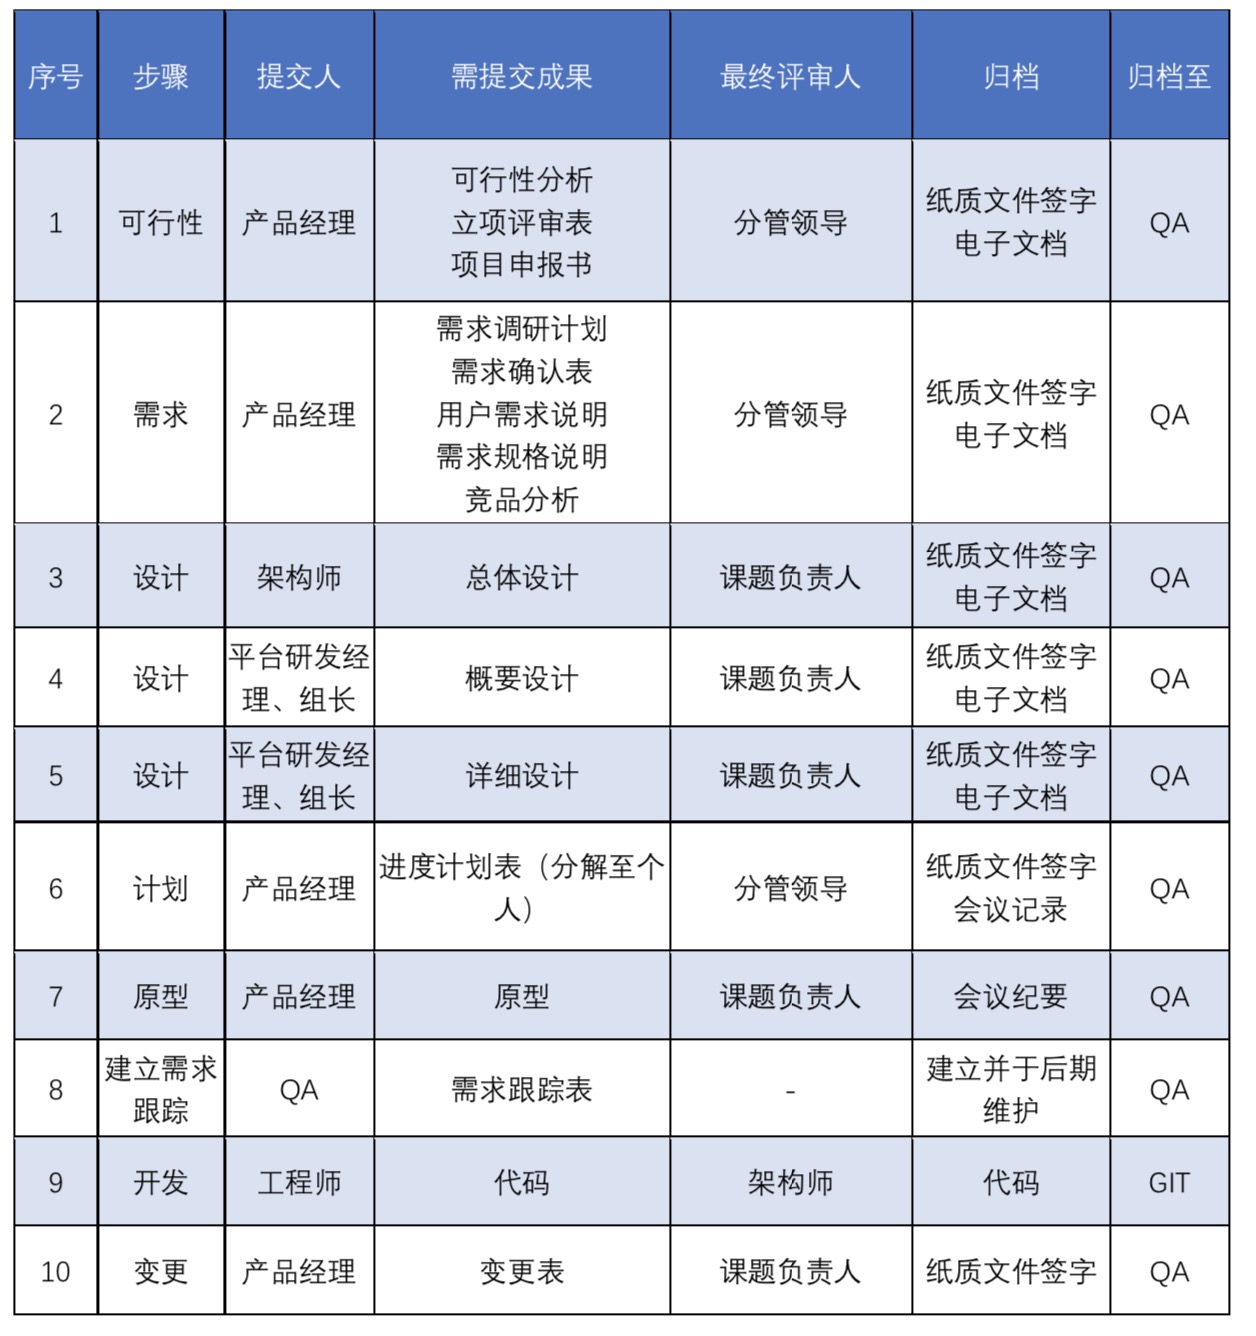 序号 步骤 提交人 需提交成果 最终评审人 归档 归档至
1 可行性 产品经理 可行性分析 分管领导 纸质文件签字 QA
立项评审表 电子文档
项目申报书
2 需求 产品经理 需求调研计划 分管领导 纸质文件签字 QA
需求确认表 电子文档
用户需求说明
需求规格说明
竞品分析
3 设计 架构师 总体设计 课题负责人 纸质文件签字 QA
电子文档
4 设计 平台研发经 概要设计 课题负责人 纸质文件签字 QA
理、组长 电子文档
5 设计 平台研发经 详细设计 课题负责人 纸质文件签字 QA
理、组长 电子文档
6 计划 产品经理 进度计划表（分解至个 分管领导 纸质文件签字 QA
人） 会议记录
7 原型 产品经理 原型 课题负责人 会议纪要 QA
8 建立需求 QA 需求跟踪表 - 建立并于后期 QA
跟踪 维护
9 开发 工程师 代码 架构师 代码 GIT
10 变更 产品经理 变更表 课题负责人 纸质文件签字 QA